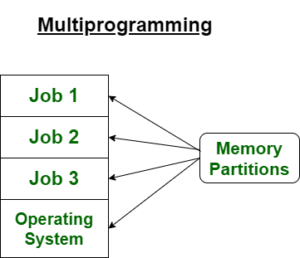 Multiprogramming
Job 1
Job 2
Job 3
Operating
System
Memory
Partitions